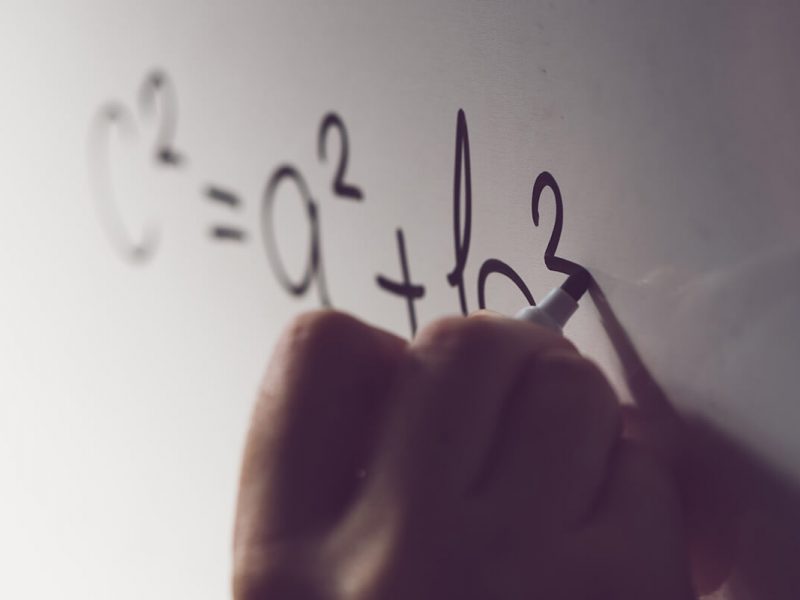 c² = a² + b²